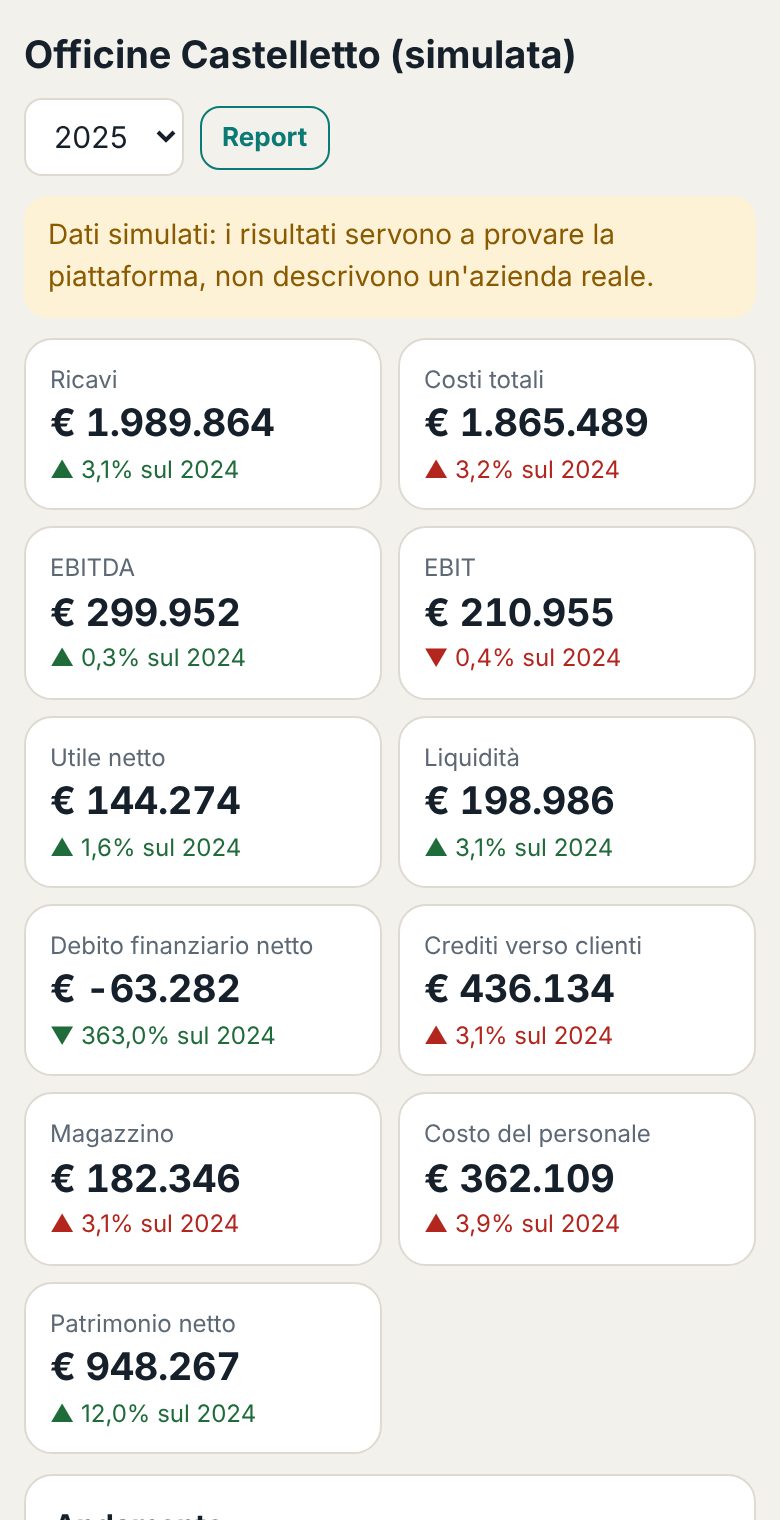 Officine Castelletto (simulata)
2025
Report
Dati simulati: i risultati servono a provare la
piattaforma, non descrivono un'azienda reale.
Ricavi
€ 1.989.864
▲ 3,1% sul 2024
Costi totali
€ 1.865.489
▲ 3,2% sul 2024
EBITDA
€ 299.952
▲ 0,3% sul 2024
EBIT
€ 210.955
▼ 0,4% sul 2024
Utile netto
€ 144.274
▲ 1,6% sul 2024
Liquidità
€ 198.986
▲ 3,1% sul 2024
Debito finanziario netto
€ -63.282
▼ 363,0% sul 2024
Crediti verso clienti
€ 436.134
▲ 3,1% sul 2024
Magazzino
€ 182.346
▲ 3,1% sul 2024
Costo del personale
€ 362.109
▲ 3,9% sul 2024
Patrimonio netto
€ 948.267
▲ 12,0% sul 2024